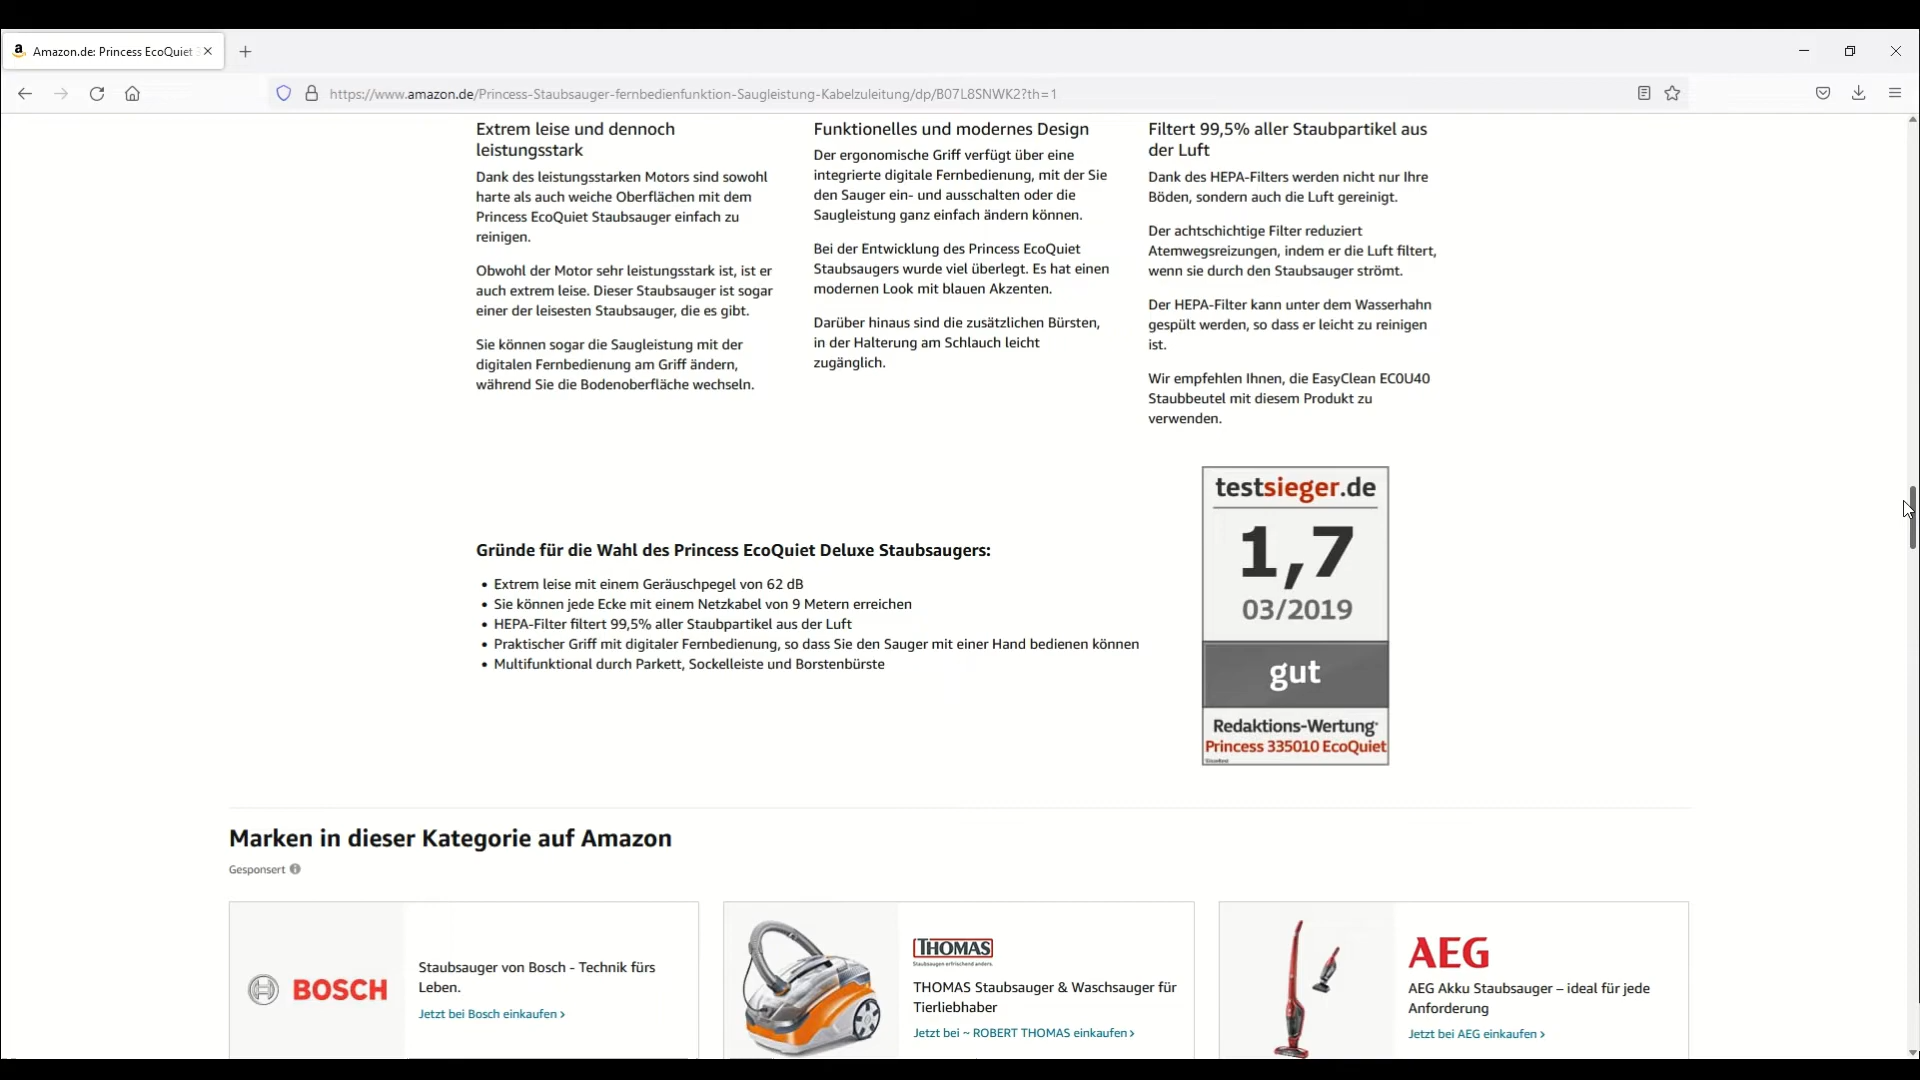 Amazon.de: Princess EcoQuiet
https://www.amazon.de/Princess-Staubsauger-fernbedienfunktion-Saugleistung-Kabelzuleitung/dp/B07L8SNWK2?th=1
Extrem leise und dennoch
leistungsstark
Dank des leistungsstarken Motors sind sowohl
harte als auch weiche Oberflächen mit dem
Princess EcoQuiet Staubsauger einfach zu
reinigen.
Obwohl der Motor sehr leistungsstark ist, ist er
auch extrem leise. Dieser Staubsauger ist sogar
einer der leisesten Staubsauger, die es gibt.
Sie können sogar die Saugleistung mit der
digitalen Fernbedienung am Griff ändern,
während Sie die Bodenoberfläche wechseln.
Funktionelles und modernes Design
Der ergonomische Griff verfügt über eine
integrierte digitale Fernbedienung, mit der Sie
den Sauger ein- und ausschalten oder die
Saugleistung ganz einfach ändern können.
Bei der Entwicklung des Princess EcoQuiet
Staubsaugers wurde viel überlegt. Es hat einen
modernen Look mit blauen Akzenten.
Darüber hinaus sind die zusätzlichen Bürsten,
in der Halterung am Schlauch leicht
zugänglich.
Filtert 99,5% aller Staubpartikel aus
der Luft
Dank des HEPA-Filters werden nicht nur Ihre
Böden, sondern auch die Luft gereinigt.
Der achtschichtige Filter reduziert
Atemwegsreizungen, indem er die Luft filtert,
wenn sie durch den Staubsauger strömt.
Der HEPA-Filter kann unter dem Wasserhahn
gespült werden, so dass er leicht zu reinigen
ist.
Wir empfehlen Ihnen, die EasyClean EC0U40
Staubbeutel mit diesem Produkt zu
verwenden.
Gründe für die Wahl des Princess EcoQuiet Deluxe Staubsaugers:
• Extrem leise mit einem Geräuschpegel von 62 dB
• Sie können jede Ecke mit einem Netzkabel von 9 Metern erreichen
• HEPA-Filter filtert 99,5% aller Staubpartikel aus der Luft
• Praktischer Griff mit digitaler Fernbedienung, so dass Sie den Sauger mit einer Hand bedienen können
• Multifunktional durch Parkett, Sockelleiste und Borstenbürste
testsieger.de
1,7
03/2019
gut
Redaktions-Wertung*
Princess 335010 EcoQuiet
Marken in dieser Kategorie auf Amazon
Gesponsert
BOSCH
Staubsauger von Bosch - Technik fürs
Leben.
Jetzt bei Bosch einkaufen ›
THOMAS
Staubsaugen erfrischend anders.
THOMAS Staubsauger & Waschsauger für
Tierliebhaber
Jetzt bei ~ ROBERT THOMAS einkaufen ›
AEG
AEG Akku Staubsauger – ideal für jede
Anforderung
Jetzt bei AEG einkaufen ›